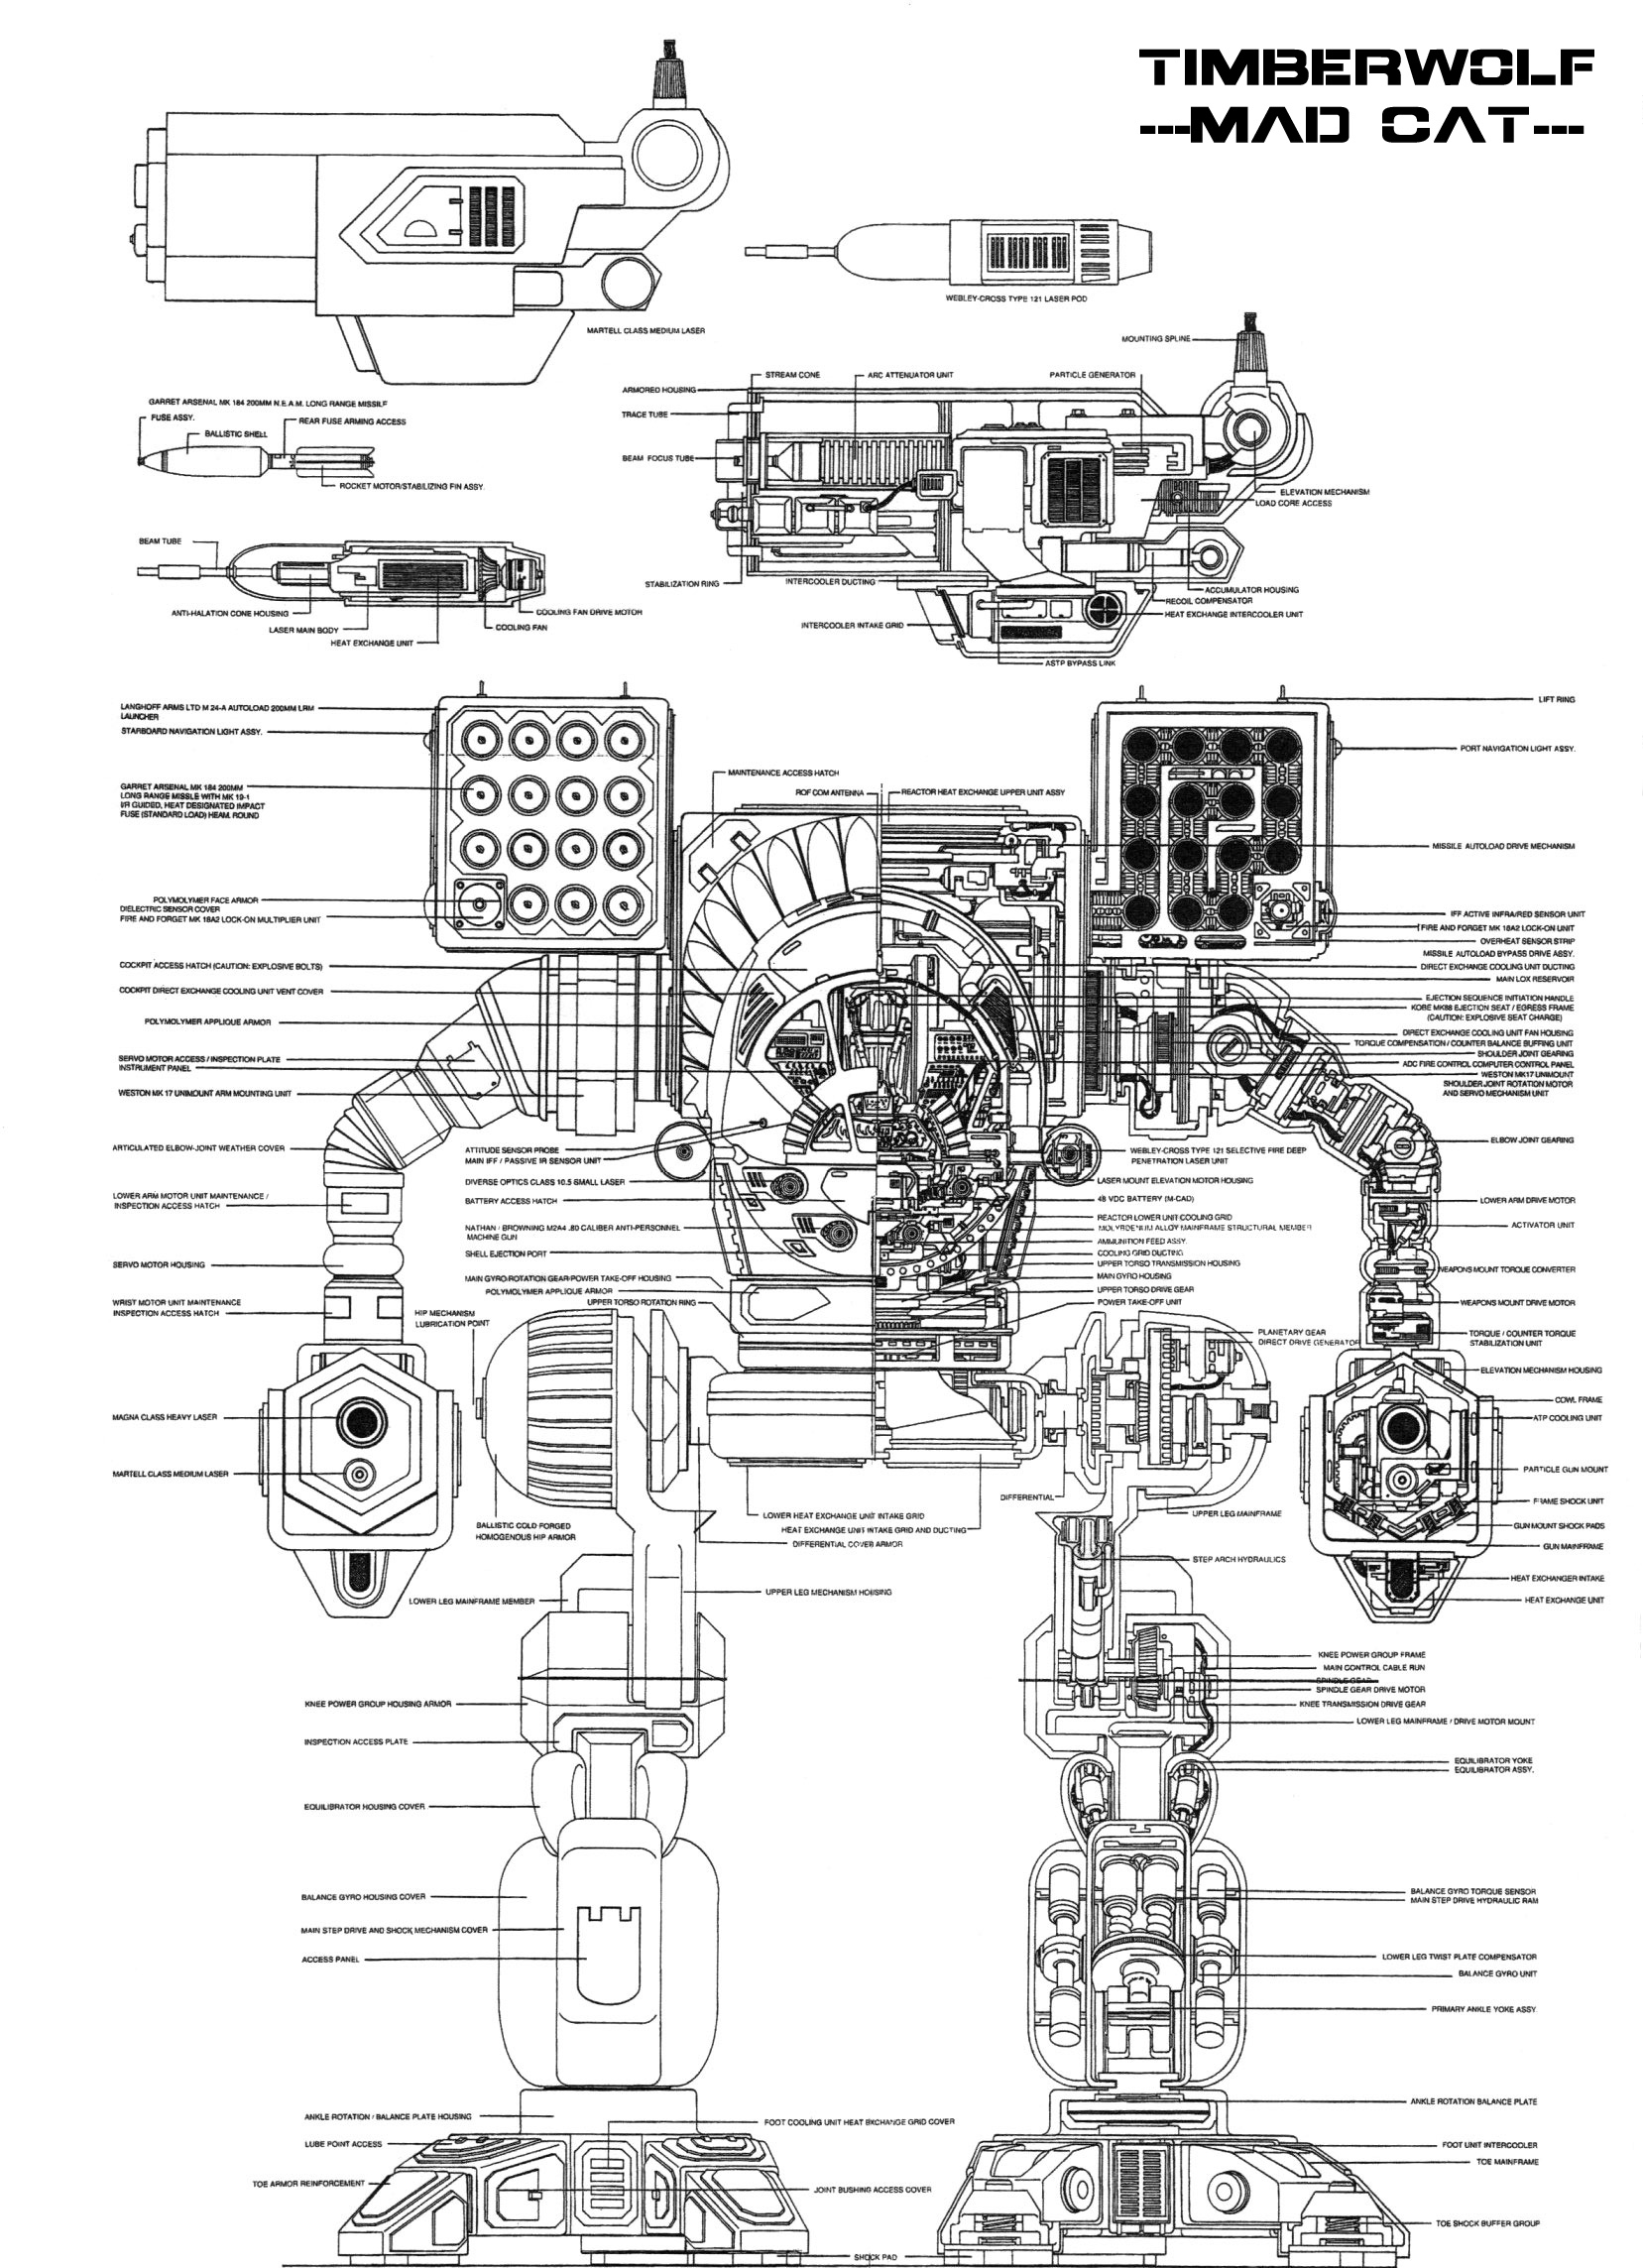 TIMBERWOLF
---MAD CAT---
MARTELL CLASS MEDIUM LASER
WEBLEY-CROSS TYPE 121 LASER POD
MOUNTING SPLINE
STREAM CONE
ARC ATTENUATOR UNIT
PARTICLE GENERATOR
ARMORED HOUSING
TRACE TUBE
BEAM FOCUS TUBE
ELEVATION MECHANISM
LOAD CORE ACCESS
STABILIZATION RING
INTERCOOLER DUCTING
ACCUMULATOR HOUSING
RECOIL COMPENSATOR
HEAT EXCHANGE INTERCOOLER UNIT
INTERCOOLER INTAKE GRID
ASTP BYPASS LINK
GARRET ARSENAL MK 184 200MM N.E.A.M. LONG RANGE MISSILE
FUSE ASSY.
REAR FUSE ARMING ACCESS
BALLISTIC SHELL
ROCKET MOTOR/STABILIZING FIN ASSY.
BEAM TUBE
ANTI-HALATION CONE HOUSING
COOLING FAN DRIVE MOTOR
LASER MAIN BODY
COOLING FAN
HEAT EXCHANGE UNIT
LANGHOFF ARMS LTD M 24-A AUTOLOAD 200MM LRM
LAUNCHER
STARBOARD NAVIGATION LIGHT ASSY.
GARRET ARSENAL MK 184 200MM
LONG RANGE MISSLE WITH MK 19-1
I/R GUIDED, HEAT DESIGNATED IMPACT
FUSE (STANDARD LOAD) HEAM. ROUND
POLYMOLYMER FACE ARMOR
DIELECTRIC SENSOR COVER
FIRE AND FORGET MK 18A2 LOCK-ON MULTIPLIER UNIT
COCKPIT ACCESS HATCH (CAUTION: EXPLOSIVE BOLTS)
COCKPIT DIRECT EXCHANGE COOLING UNIT VENT COVER
POLYMOLYMER APPLIQUE ARMOR
SERVO MOTOR ACCESS / INSPECTION PLATE
INSTRUMENT PANEL
WESTON MK 17 UNIMOUNT ARM MOUNTING UNIT
ARTICULATED ELBOW-JOINT WEATHER COVER
LOWER ARM MOTOR UNIT MAINTENANCE /
INSPECTION ACCESS HATCH
SERVO MOTOR HOUSING
WRIST MOTOR UNIT MAINTENANCE
INSPECTION ACCESS HATCH
MAGNA CLASS HEAVY LASER
MARTELL CLASS MEDIUM LASER
MAINTENANCE ACCESS HATCH
RDF COM ANTENNA
REACTOR HEAT EXCHANGE UPPER UNIT ASSY
ATTITUDE SENSOR PROBE
MAIN IFF / PASSIVE IR SENSOR UNIT
DIVERSE OPTICS CLASS 10.5 SMALL LASER
BATTERY ACCESS HATCH
NATHAN / BROWNING M2A4 .80 CALIBER ANTI-PERSONNEL
MACHINE GUN
SHELL EJECTION PORT
MAIN GYRO/ROTATION GEAR/POWER TAKE-OFF HOUSING
POLYMOLYMER APPLIQUE ARMOR
UPPER TORSO ROTATION RING
HIP MECHANISM
LUBRICATION POINT
LIFT RING
PORT NAVIGATION LIGHT ASSY.
MISSILE AUTOLOAD DRIVE MECHANISM
IFF ACTIVE INFRA/RED SENSOR UNIT
FIRE AND FORGET MK 18A2 LOCK-ON UNIT
OVERHEAT SENSOR STRIP
MISSILE AUTOLOAD BYPASS DRIVE ASSY.
DIRECT EXCHANGE COOLING UNIT DUCTING
MAIN LOX RESERVOIR
EJECTION SEQUENCE INITIATION HANDLE
KOBE MK88 EJECTION SEAT / EGRESS FRAME
(CAUTION: EXPLOSIVE SEAT CHARGE)
DIRECT EXCHANGE COOLING UNIT FAN HOUSING
TORQUE COMPENSATION / COUNTER BALANCE BUFFING UNIT
SHOULDER JOINT GEARING
ADC FIRE CONTROL COMPUTER CONTROL PANEL
WESTON MK17 UNIMOUNT
SHOULDER JOINT ROTATION MOTOR
AND SERVO MECHANISM UNIT
ELBOW JOINT GEARING
WEBLEY-CROSS TYPE 121 SELECTIVE FIRE DEEP
PENETRATION LASER UNIT
LASER MOUNT ELEVATION MOTOR HOUSING
48 VDC BATTERY (M-CAD)
REACTOR LOWER UNIT COOLING GRID
MOLYBDENUM ALLOY MAINFRAME STRUCTURAL MEMBER
AMMUNITION FEED ASSY.
COOLING GRID DUCTING
UPPER TORSO TRANSMISSION HOUSING
MAIN GYRO HOUSING
UPPER TORSO DRIVE GEAR
POWER TAKE-OFF UNIT
LOWER ARM DRIVE MOTOR
ACTIVATOR UNIT
WEAPONS MOUNT TORQUE CONVERTER
WEAPONS MOUNT DRIVE MOTOR
TORQUE / COUNTER TORQUE
STABILIZATION UNIT
PLANETARY GEAR
DIRECT DRIVE GENERATOR
ELEVATION MECHANISM HOUSING
COWL FRAME
ATP COOLING UNIT
PARTICLE GUN MOUNT
FRAME SHOCK UNIT
GUN MOUNT SHOCK PADS
GUN MAINFRAME
HEAT EXCHANGER INTAKE
HEAT EXCHANGE UNIT
DIFFERENTIAL
UPPER LEG MAINFRAME
BALLISTIC COLD FORGED
HOMOGENOUS HIP ARMOR
LOWER HEAT EXCHANGE UNIT INTAKE GRID
HEAT EXCHANGE UNIT INTAKE GRID AND DUCTING
DIFFERENTIAL COVER ARMOR
STEP ARCH HYDRAULICS
UPPER LEG MECHANISM HOUSING
LOWER LEG MAINFRAME MEMBER
KNEE POWER GROUP FRAME
MAIN CONTROL CABLE RUN
SPINDLE GEAR
SPINDLE GEAR DRIVE MOTOR
KNEE TRANSMISSION DRIVE GEAR
KNEE POWER GROUP HOUSING ARMOR
LOWER LEG MAINFRAME / DRIVE MOTOR MOUNT
INSPECTION ACCESS PLATE
EQUILIBRATOR YOKE
EQUILIBRATOR ASSY.
EQUILIBRATOR HOUSING COVER
BALANCE GYRO HOUSING COVER
BALANCE GYRO TORQUE SENSOR
MAIN STEP DRIVE HYDRAULIC RAM
MAIN STEP DRIVE AND SHOCK MECHANISM COVER
ACCESS PANEL
LOWER LEG TWIST PLATE COMPENSATOR
BALANCE GYRO UNIT
PRIMARY ANKLE YOKE ASSY
ANKLE ROTATION BALANCE PLATE
ANKLE ROTATION / BALANCE PLATE HOUSING
FOOT COOLING UNIT HEAT EXCHANGE GRID COVER
LUBE POINT ACCESS
FOOT UNIT INTERCOOLER
TOE MAINFRAME
TOE ARMOR REINFORCEMENT
JOINT BUSHING ACCESS COVER
TOE SHOCK BUFFER GROUP
SHOCK PAD